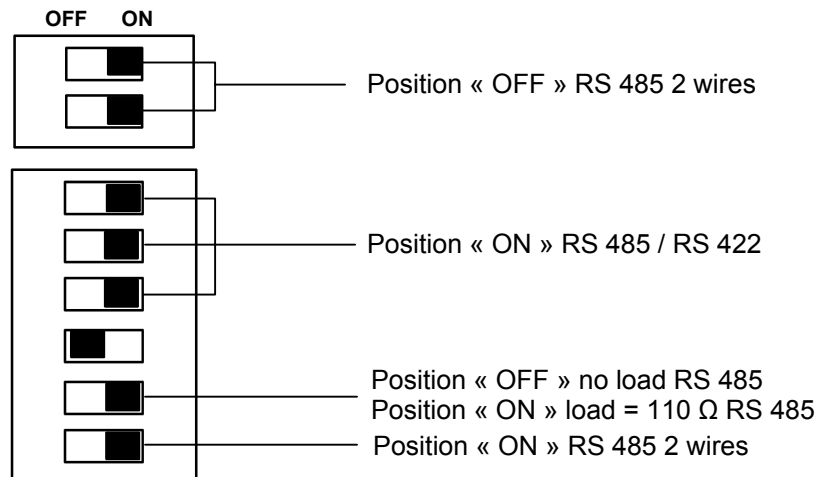 OFF ON
Position « OFF » RS 485 2 wires
Position « ON » RS 485 / RS 422
Position « OFF » no load RS 485
Position « ON » load = 110 Ω RS 485
Position « ON » RS 485 2 wires